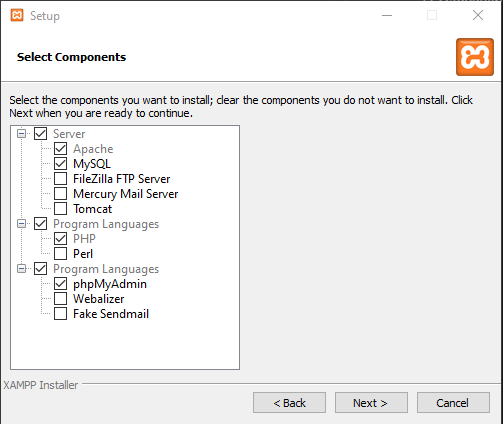 Setup
Select Components
Select the components you want to install; clear the components you do not want to install. Click
Next when you are ready to continue.
Server
Apache
MySQL
FileZilla FTP Server
Mercury Mail Server
Tomcat
Program Languages
PHP
Perl
Program Languages
phpMyAdmin
Webalizer
Fake Sendmail
XAMPP Installer
< Back
Next >
Cancel